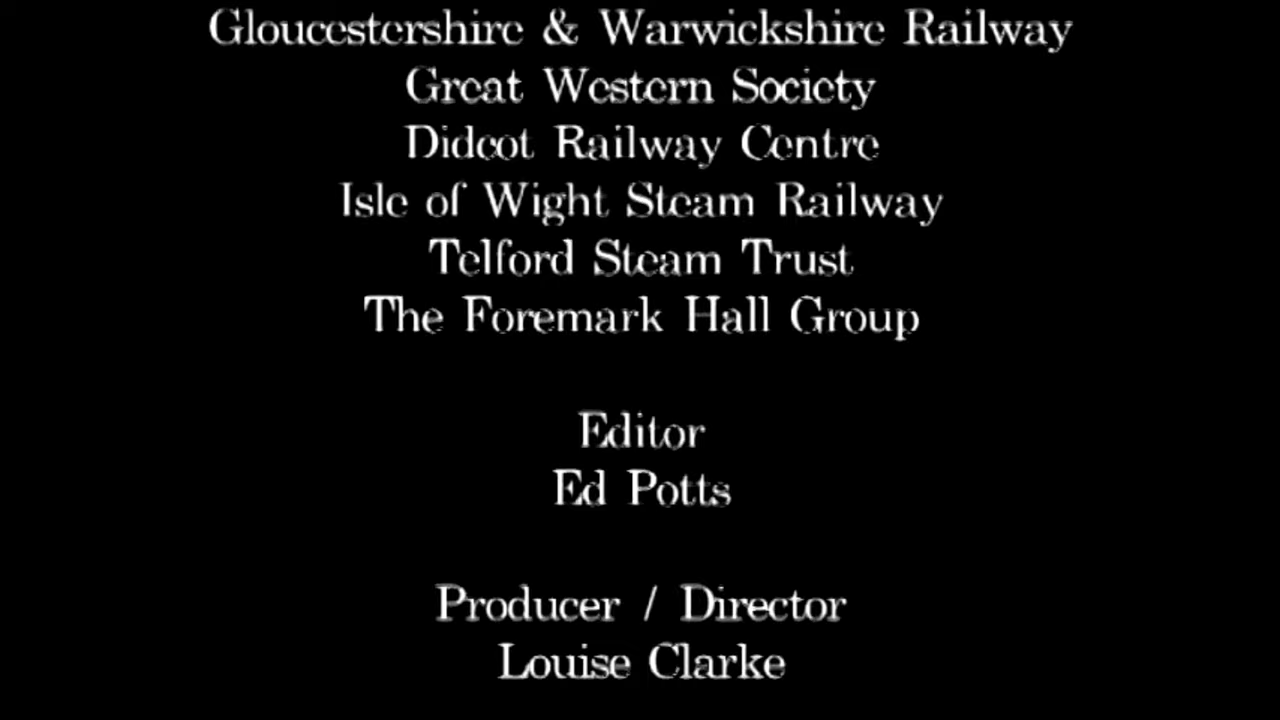 Gloucestershire & Warwickshire Railway
Great Western Society
Didcot Railway Centre
Isle of Wight Steam Railway
Telford Steam Trust
The Foremark Hall Group
Editor
Ed Potts
Producer / Director
Louise Clarke